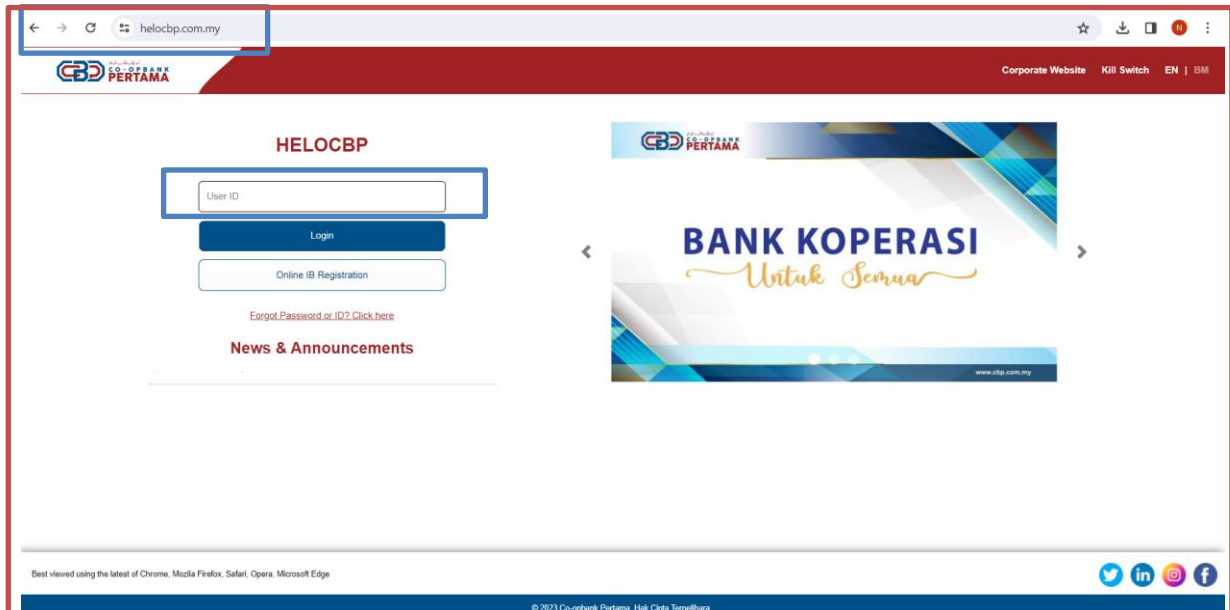 helocbp.com.my
N
CBP CO-OPBANK
PERTAMA
Corporate Website Kill Switch EN | BM
HELOCBP
User ID
Login
Online IB Registration
Forgot Password or ID? Click here
News & Announcements
CBP CO-OPBANK
PERTAMA
BANK KOPERASI
Untuk Semua
www.cbp.com.my
Best viewed using the latest of Chrome, Mozila Firefox, Safari, Opera, Microsoft Edge
© 2023 Co-opbank Pertama. Hak Cipta Terpelihara